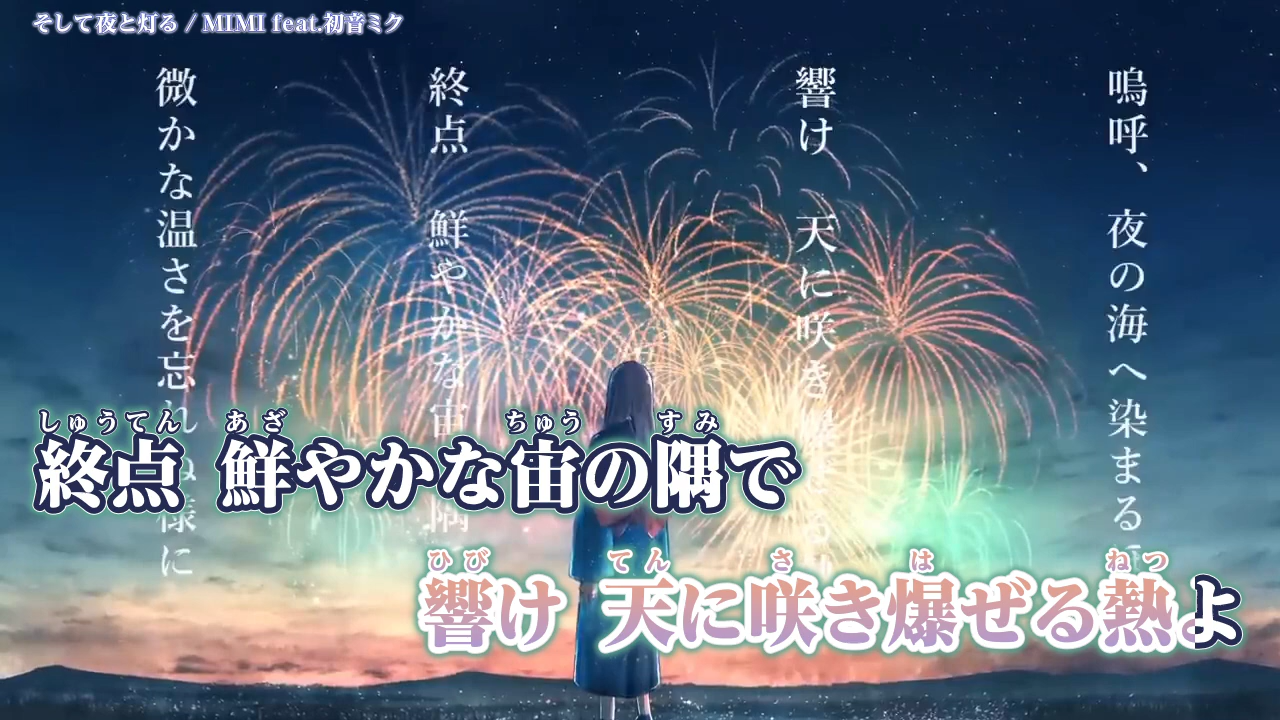 そして夜と灯る / MIMI feat.初音ミク
嗚呼、夜の海へ染まる
響け 天に咲き
終点 鮮やかな宙 隅
微かな温さを忘れ 様に
しゅうてん あざ ちゅう すみ
終点 鮮やかな宙の隅で
ひび てん さ は ねつ
響け 天に咲き爆ぜる熱よ